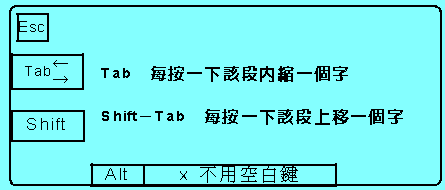 Esc
Tab ← →
Tab 每按一下該段内縮一個字
Shift
Shift－Tab 每按一下該段上移一個字
Alt
x 不用空白鍵